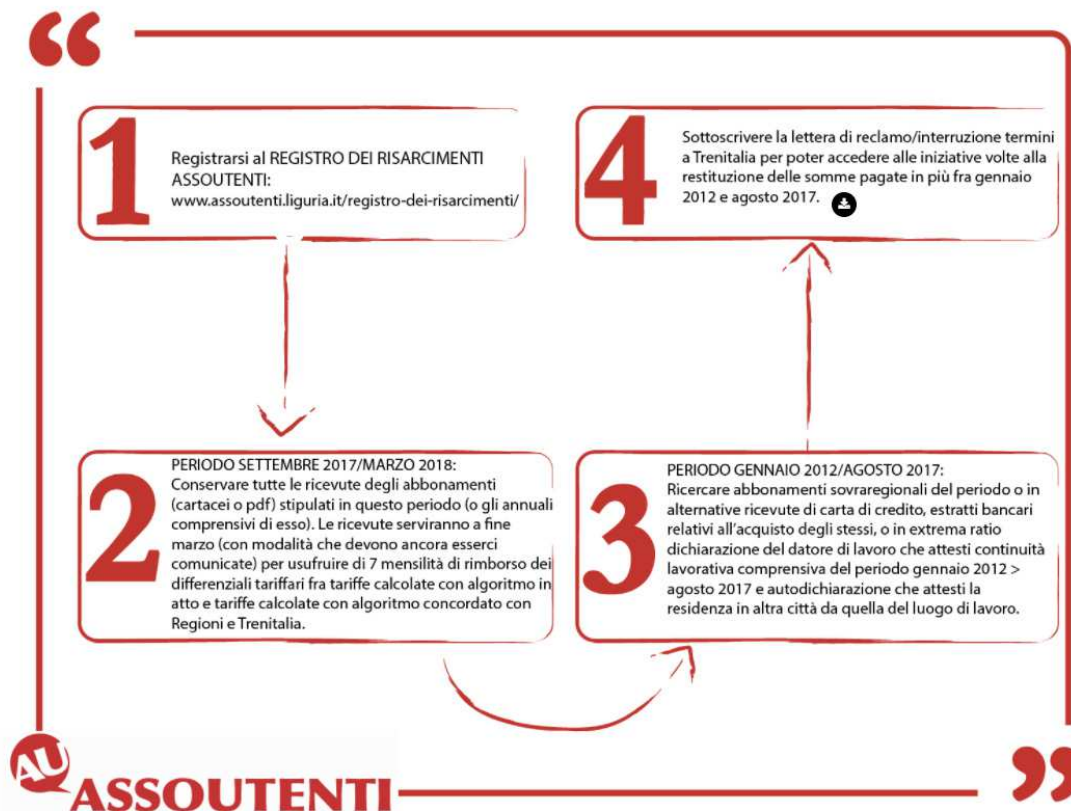 1
Registrarsi al REGISTRO DEI RISARCIMENTI
ASSOUTENTI:
www.assoutenti.liguria.it/registro-dei-risarcimenti/
2
PERIODO SETTEMBRE 2017/MARZO 2018:
Conservare tutte le ricevute degli abbonamenti
(cartacei o pdf) stipulati in questo periodo (o gli annuali
comprensivi di esso). Le ricevute serviranno a fine
marzo (con modalità che devono ancora esserci
comunicate) per usufruire di 7 mensilità di rimborso dei
differenziali tariffari fra tariffe calcolate con algoritmo in
atto e tariffe calcolate con algoritmo concordato con
Regioni e Trenitalia.
3
PERIODO GENNAIO 2012/AGOSTO 2017:
Ricercare abbonamenti sovraregionali del periodo o in
alternative ricevute di carta di credito, estratti bancari
relativi all'acquisto degli stessi, o in extrema ratio
dichiarazione del datore di lavoro che attesti continuità
lavorativa comprensiva del periodo gennaio 2012 >
agosto 2017 e autodichiarazione che attesti la
residenza in altra città da quella del luogo di lavoro.
4
Sottoscrivere la lettera di reclamo/interruzione termini
a Trenitalia per poter accedere alle iniziative volte alla
restituzione delle somme pagate in più fra gennaio
2012 e agosto 2017.
AU
ASSOUTENTI